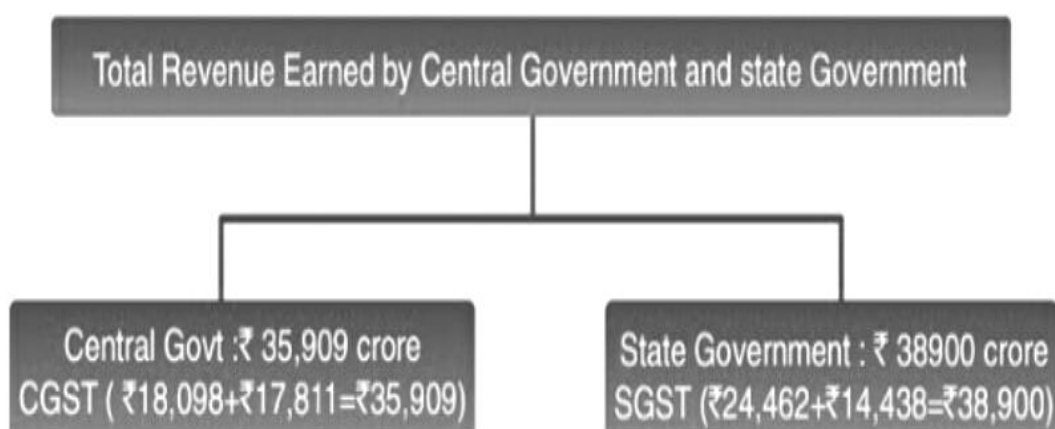 Total Revenue Earned by Central Government and state Government
Central Govt :₹ 35,909 crore
CGST ( ₹18,098+₹17,811=₹35,909)
State Government : ₹ 38900 crore
SGST (₹24,462+₹14,438=₹38,900)